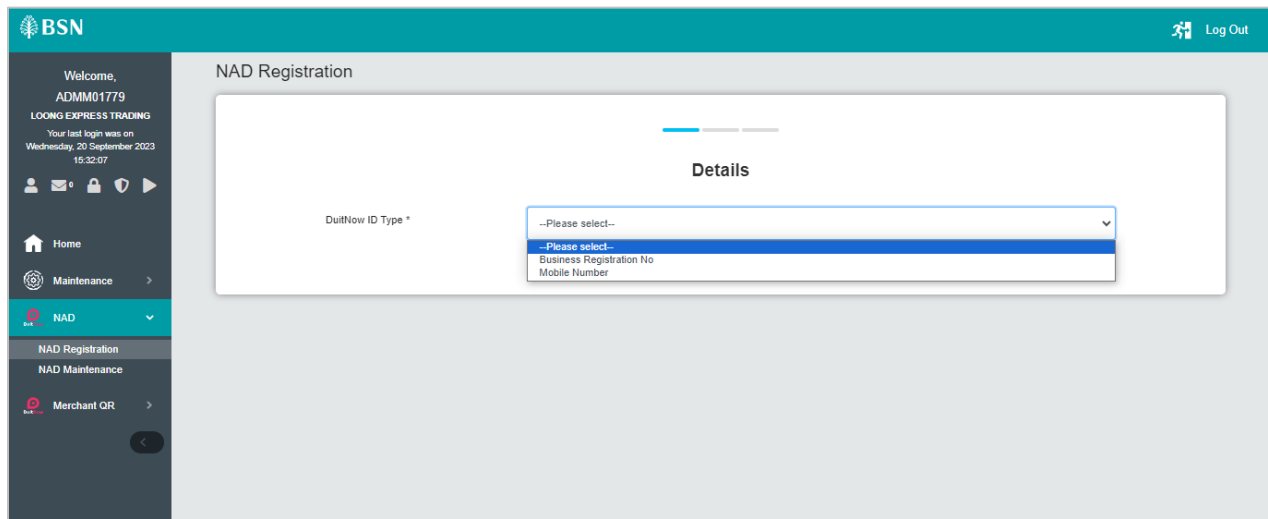 BSN
Log Out
Welcome,
ADMM01779
LOONG EXPRESS TRADING
Your last login was on
Wednesday, 20 September 2023
15:32:07
0
Home
Maintenance
NAD
NAD Registration
NAD Maintenance
Merchant QR
NAD Registration
Details
DuitNow ID Type *
--Please select--
--Please select--
Business Registration No
Mobile Number